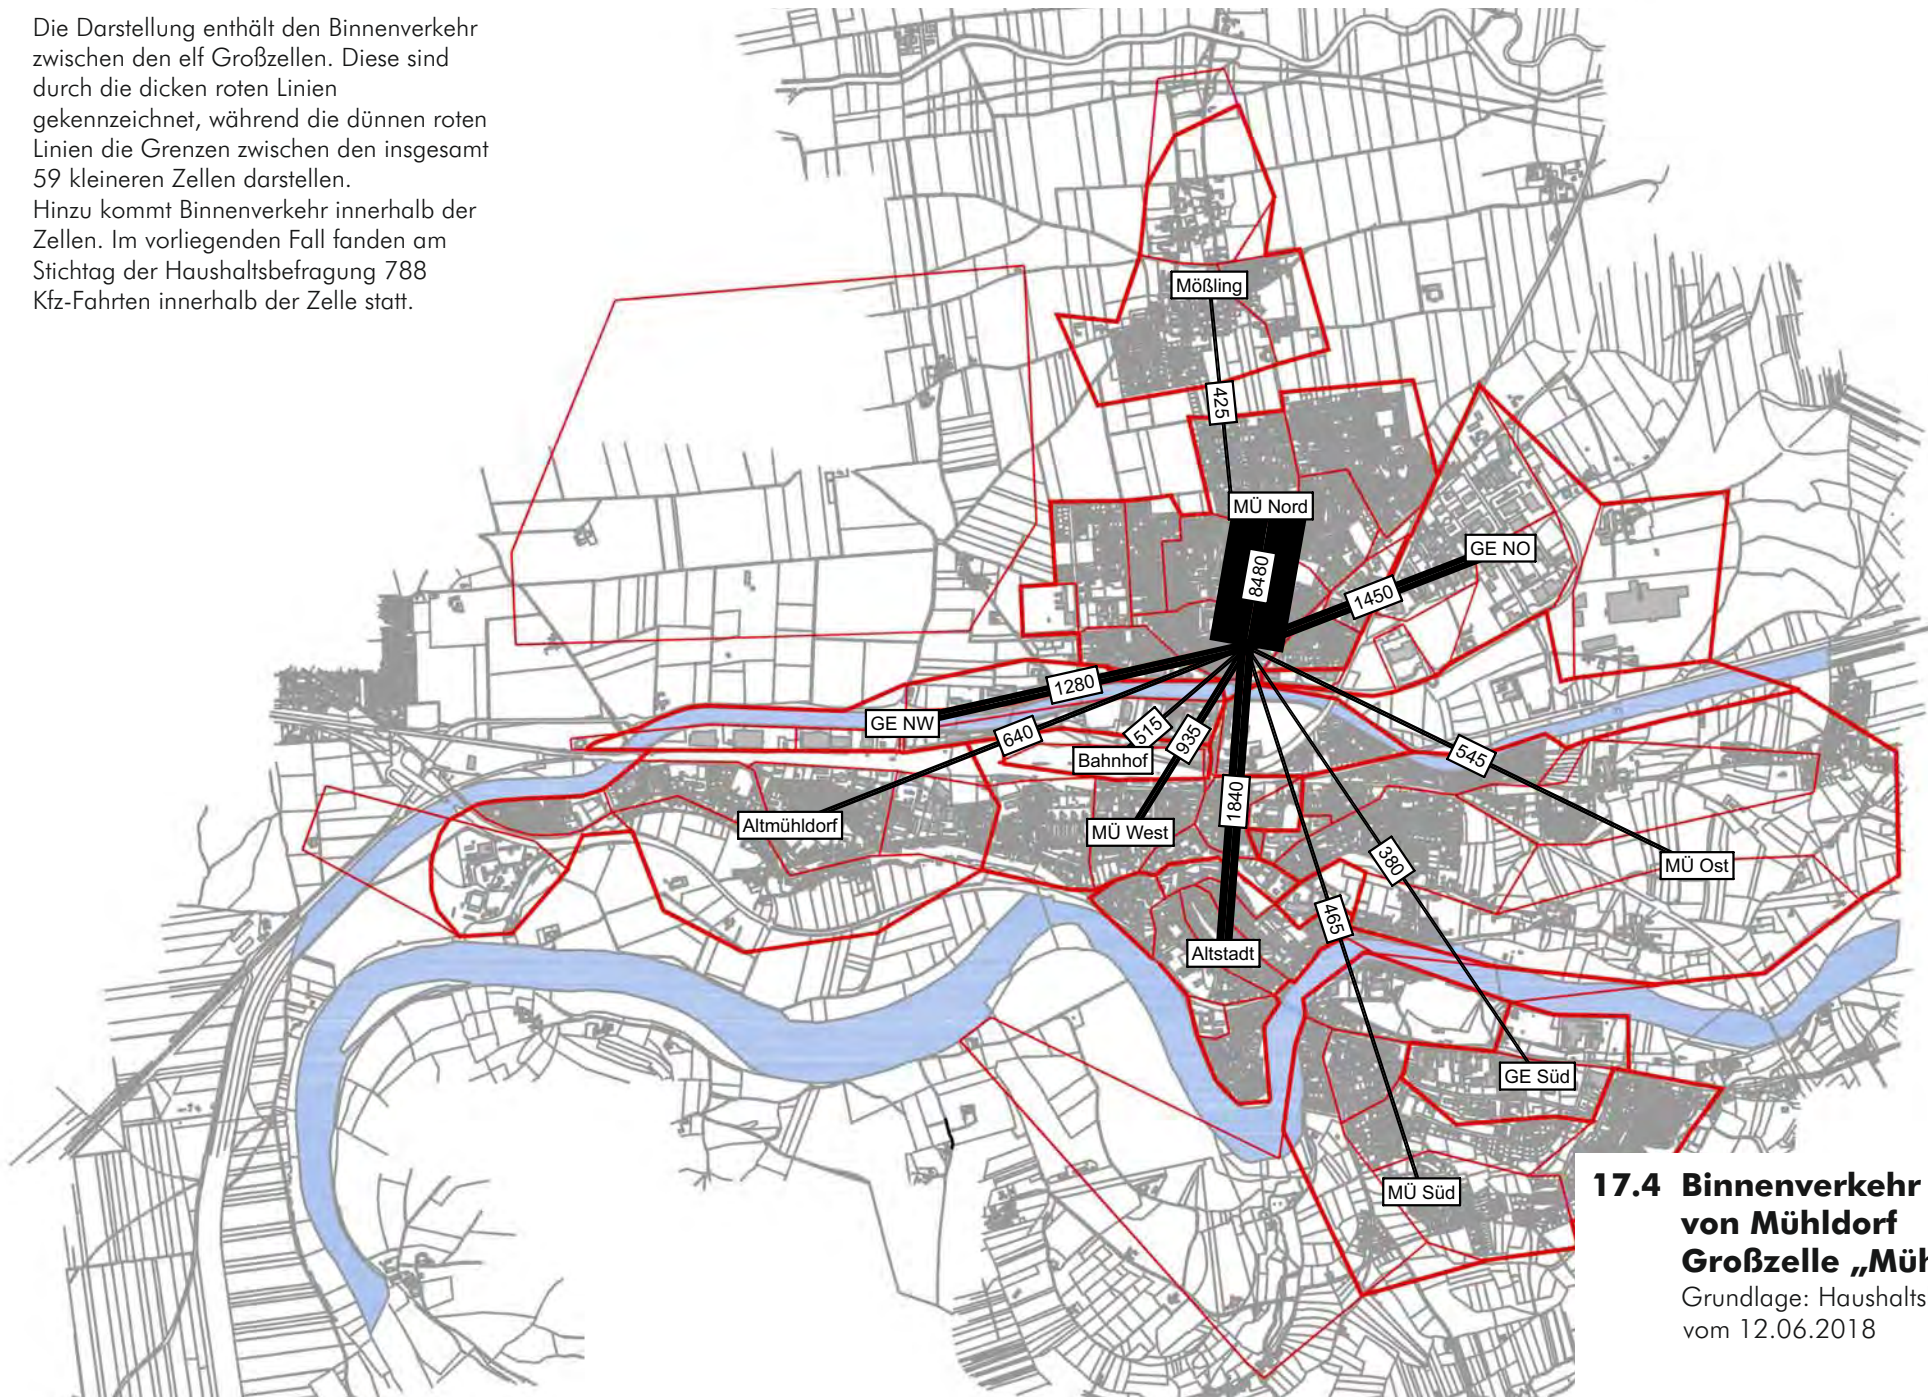 Die Darstellung enthält den Binnenverkehr
zwischen den elf Großzellen. Diese sind
durch die dicken roten Linien
gekennzeichnet, während die dünnen roten
Linien die Grenzen zwischen den insgesamt
59 kleineren Zellen darstellen.
Hinzu kommt Binnenverkehr innerhalb der
Zellen. Im vorliegenden Fall fanden am
Stichtag der Haushaltsbefragung 788
Kfz-Fahrten innerhalb der Zelle statt.
Mößling
425
MÜ Nord
GE NO
8480
1450
1280
GE NW
640
515
935
Bahnhof
545
1840
Altmühldorf
MÜ West
380
MÜ Ost
465
Altstadt
GE Süd
MÜ Süd
17.4 Binnenverkehr
von Mühldorf
Großzelle „Müh
Grundlage: Haushalts
vom 12.06.2018